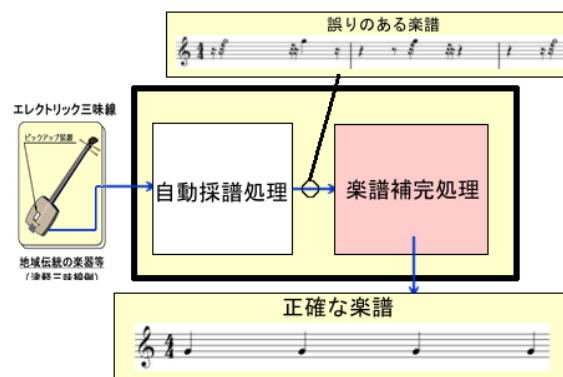 誤りのある楽譜
エレクトリック三味線
ピックアップ装置
自動採譜処理
楽譜補完処理
地域伝統の楽器等
（津軽三味線例）
正確な楽譜